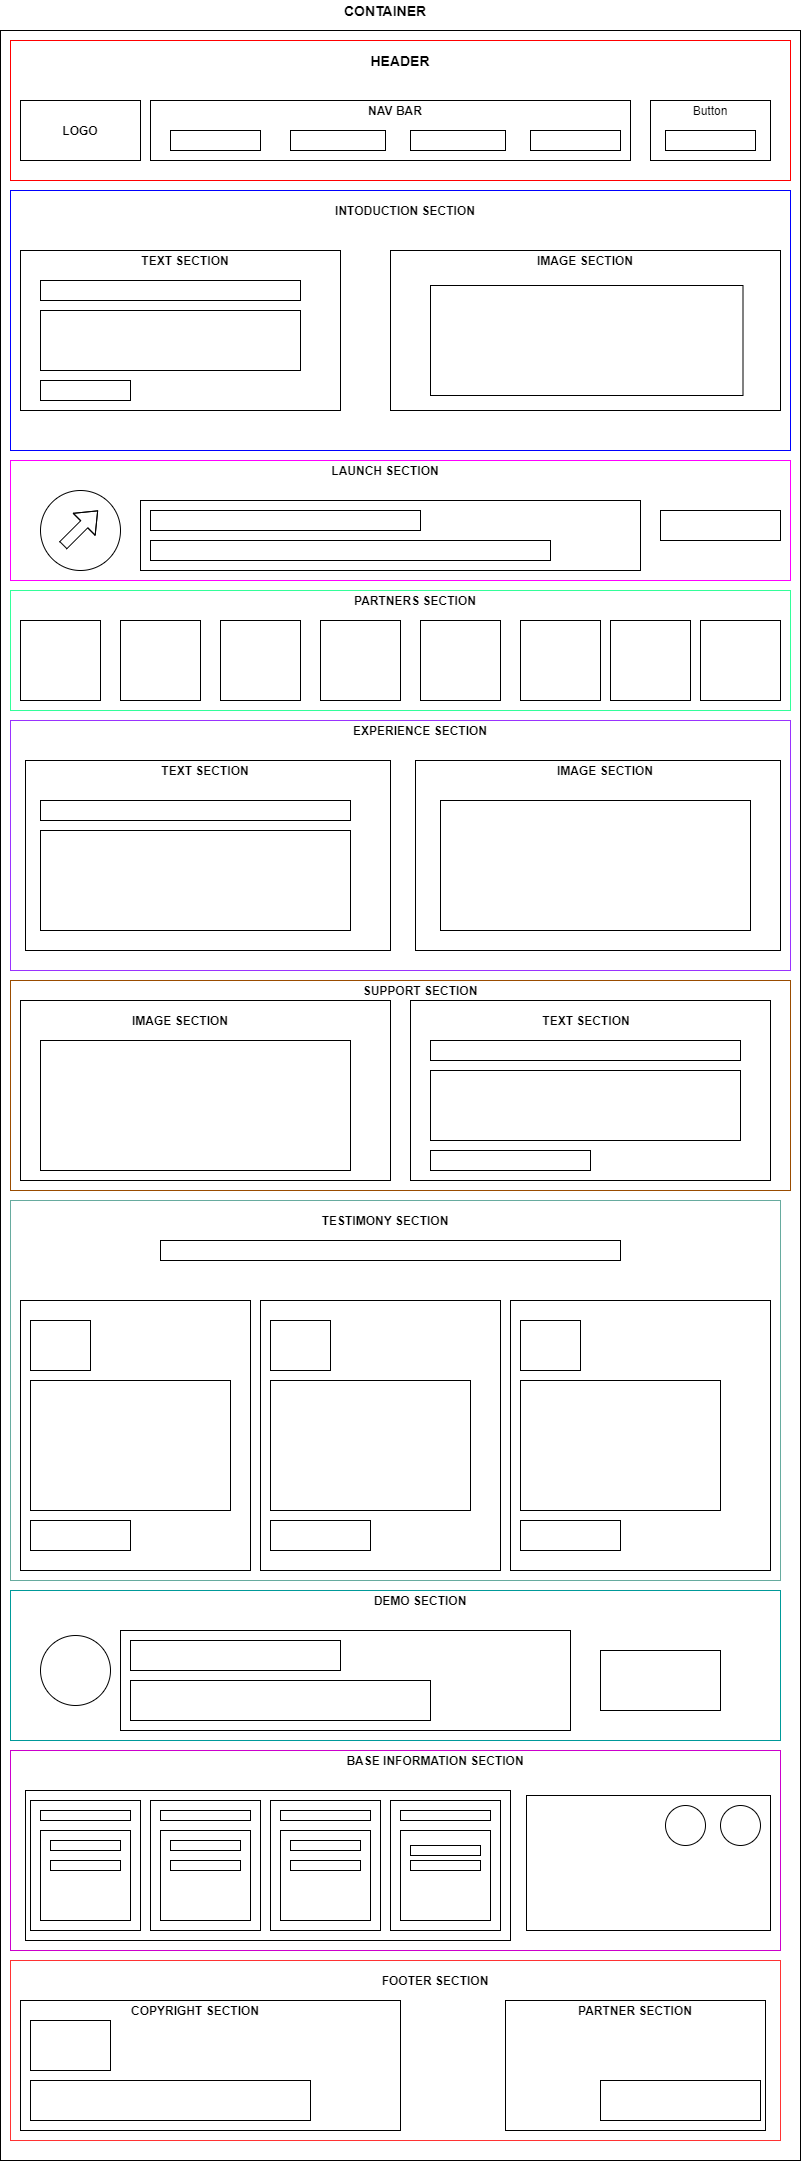 CONTAINER
HEADER
LOGO
NAV BAR
Button
INTODUCTION SECTION
TEXT SECTION
IMAGE SECTION
LAUNCH SECTION
PARTNERS SECTION
EXPERIENCE SECTION
TEXT SECTION
IMAGE SECTION
SUPPORT SECTION
IMAGE SECTION
TEXT SECTION
TESTIMONY SECTION
DEMO SECTION
BASE INFORMATION SECTION
FOOTER SECTION
COPYRIGHT SECTION
PARTNER SECTION